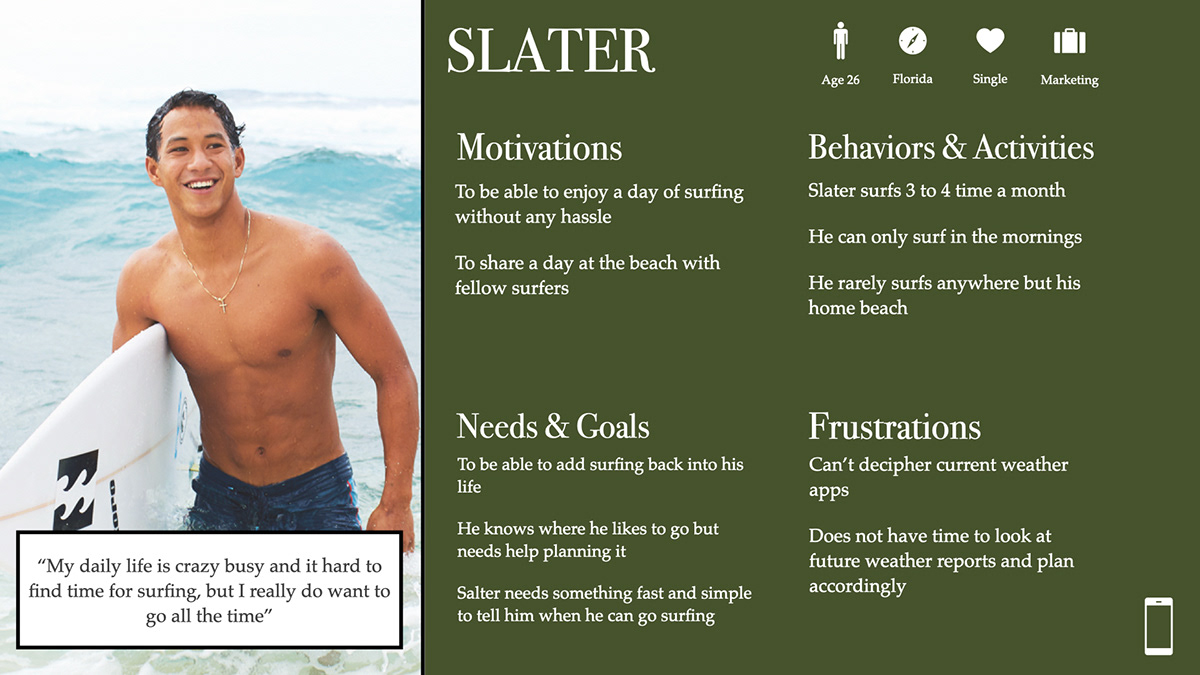 SLATER
Age 26
Florida
Single
Marketing
Motivations
To be able to enjoy a day of surfing
without any hassle
To share a day at the beach with
fellow surfers
Behaviors & Activities
Slater surfs 3 to 4 time a month
He can only surf in the mornings
He rarely surfs anywhere but his
home beach
Needs & Goals
To be able to add surfing back into his
life
He knows where he likes to go but
needs help planning it
Salter needs something fast and simple
to tell him when he can go surfing
Frustrations
Can’t decipher current weather
apps
Does not have time to look at
future weather reports and plan
accordingly
“My daily life is crazy busy and it hard to
find time for surfing, but I really do want to
go all the time”